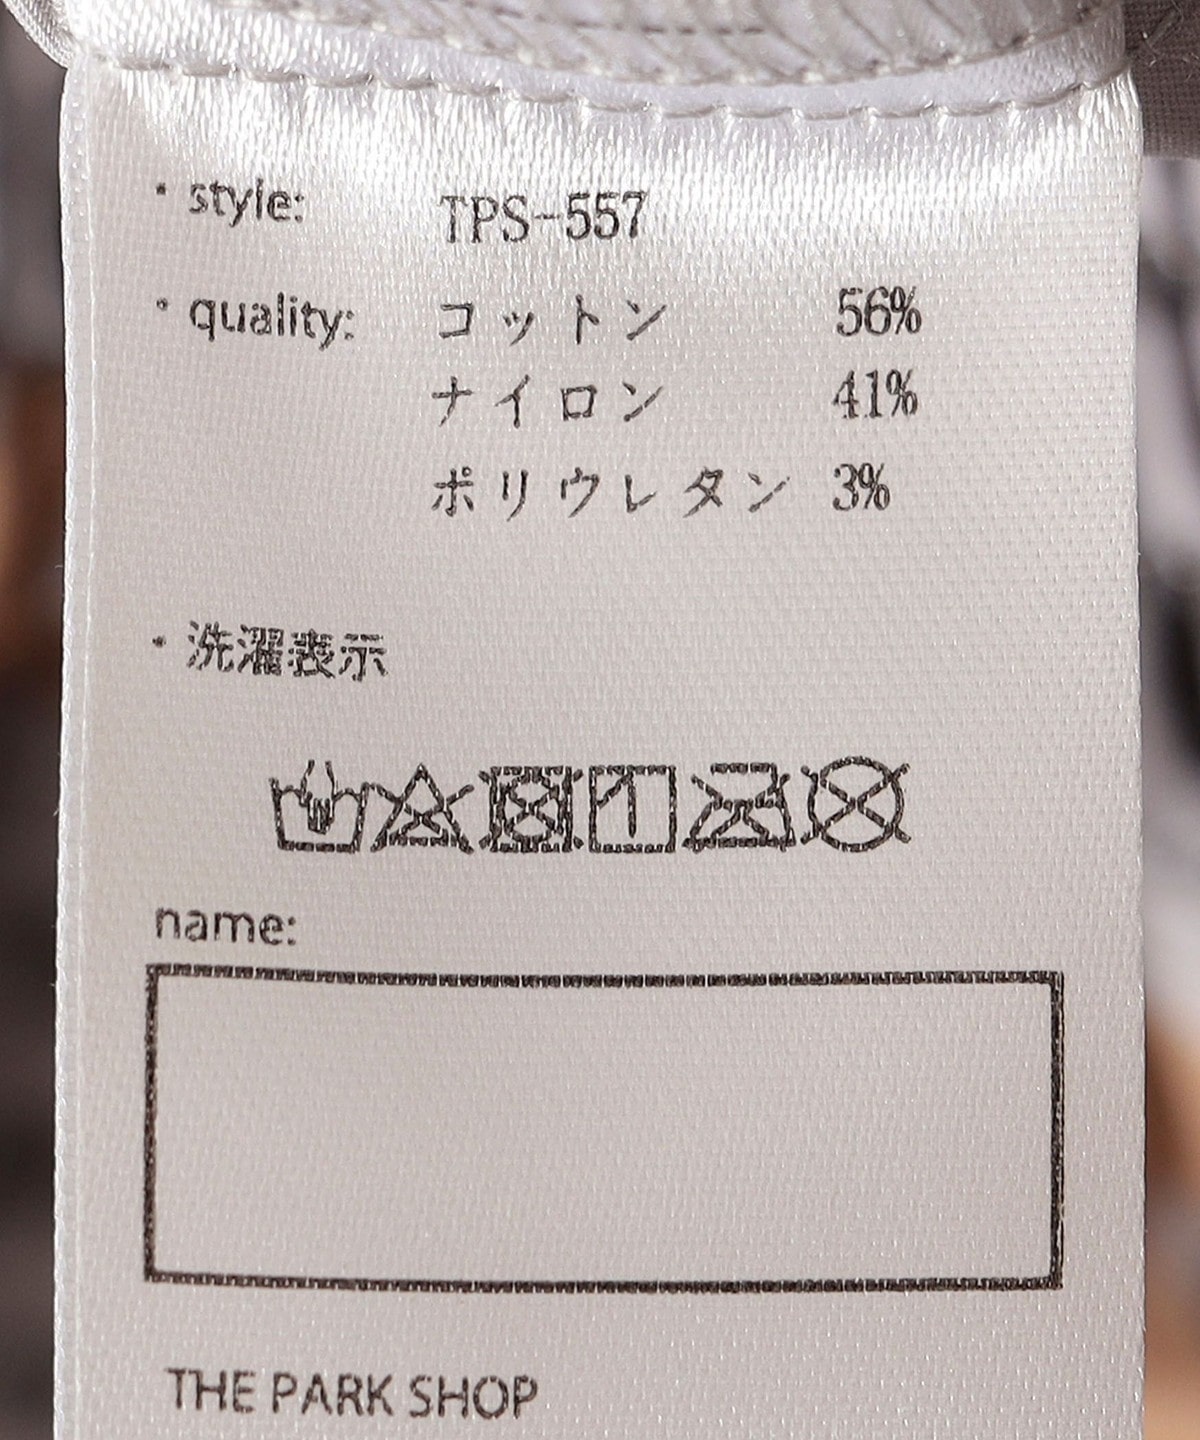 ・style: TPS-557
・quality: コットン 56%
ナイロン 41%
ポリウレタン 3%
・洗濯表示
name:
THE PARK SHOP